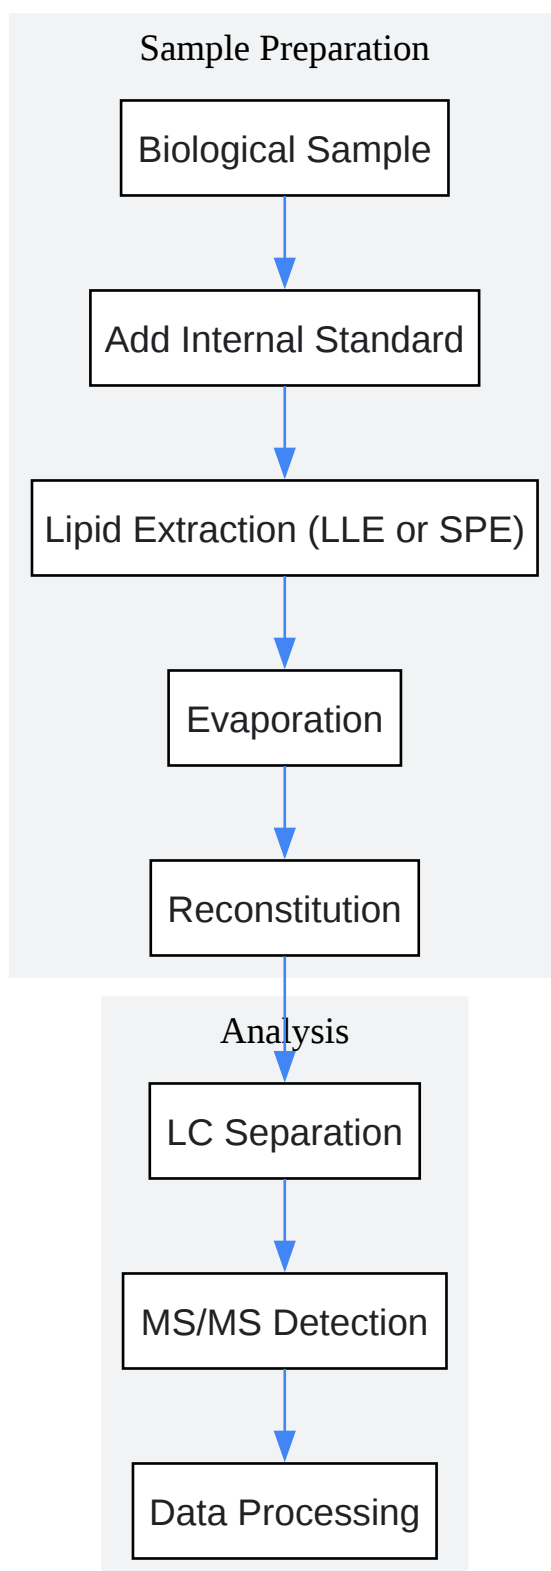 Sample Preparation
Biological Sample
Add Internal Standard
Lipid Extraction (LLE or SPE)
Evaporation
Reconstitution
Analysis
LC Separation
MS/MS Detection
Data Processing